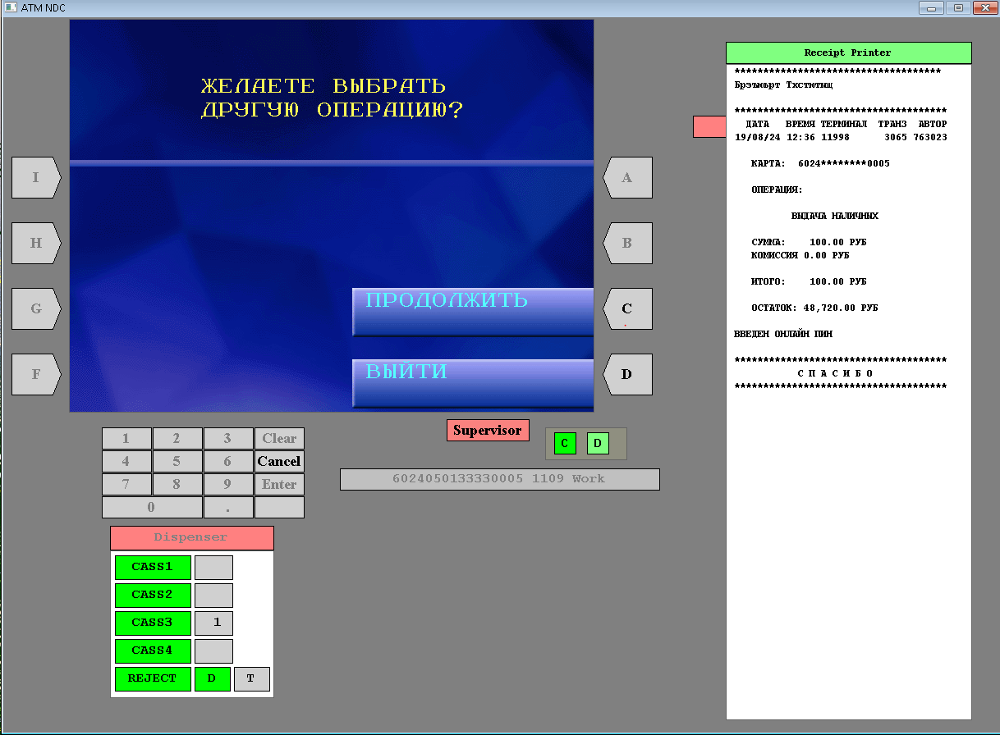 ATM NDC
ЖЕЛАЕТЕ ВЫБРАТЬ
ДРУГУЮ ОПЕРАЦИЮ?
I
H
G
F
A
B
C
D
ПРОДОЛЖИТЬ
ВЫЙТИ
1 2 3 Clear
4 5 6 Cancel
7 8 9 Enter
0 .
Supervisor
C D
6024050133330005 1109 Work
Dispenser
CASS1
CASS2
CASS3 1
CASS4
REJECT D T
Receipt Printer
************************************
Брэъмырт Тхстютыщ
*************************************
ДАТА ВРЕМЯ ТЕРМИНАЛ ТРАНЗ АВТОР
19/08/24 12:36 11998 3065 763023
КАРТА: 6024********0005
ОПЕРАЦИЯ:
ВЫДАЧА НАЛИЧНЫХ
СУММА: 100.00 РУБ
КОМИССИЯ 0.00 РУБ
ИТОГО: 100.00 РУБ
ОСТАТОК: 48,720.00 РУБ
ВВЕДЕН ОНЛАЙН ПИН
*************************************
С П А С И Б О
*************************************